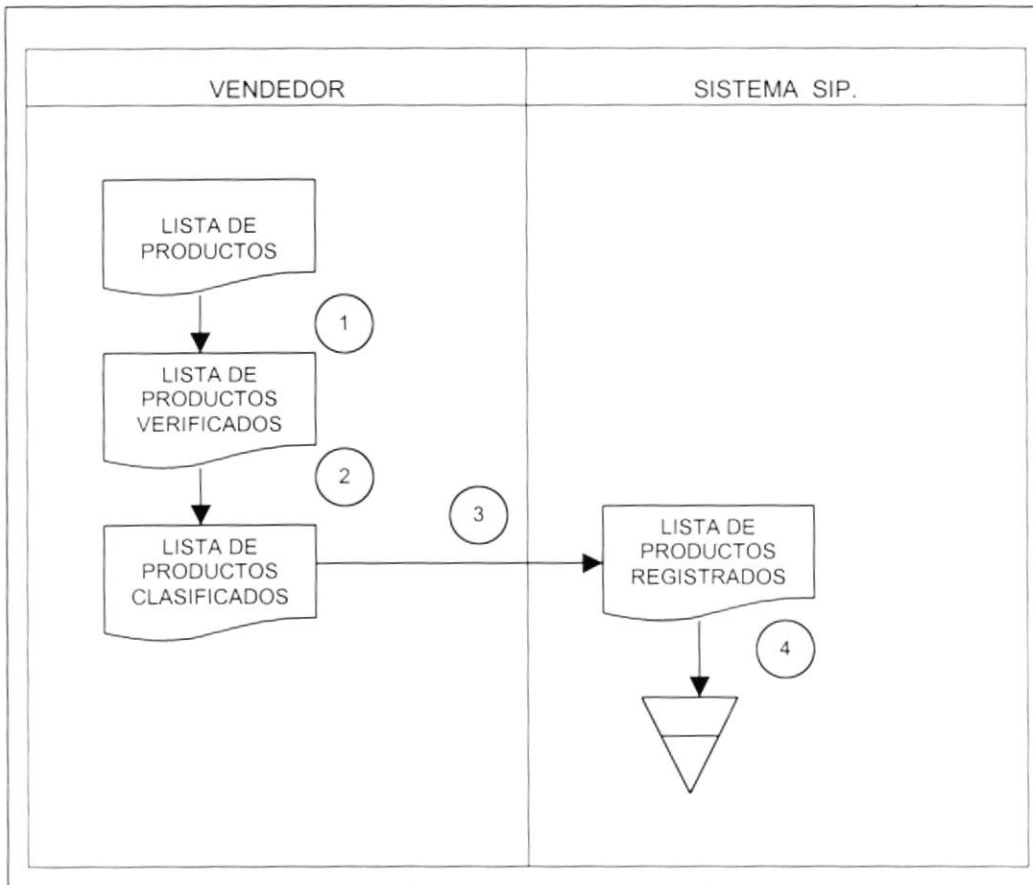 VENDEDOR
SISTEMA SIP.
LISTA DE
PRODUCTOS
1
LISTA DE
PRODUCTOS
VERIFICADOS
2
LISTA DE
PRODUCTOS
CLASIFICADOS
3
LISTA DE
PRODUCTOS
REGISTRADOS
4